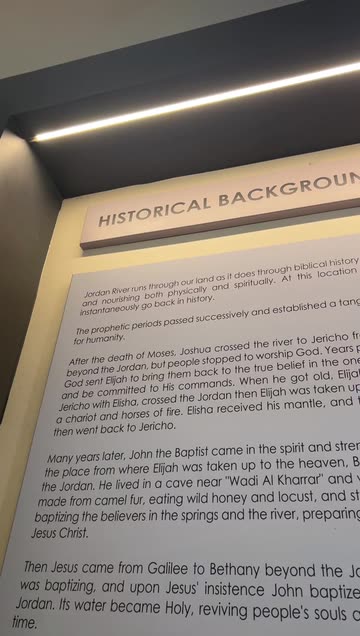 HISTORICAL BACKGROUN
Jordan River runs through our land as it does through biblical history
and nourishing both physically and spiritually. At this location
instantaneously go back in history.
The prophetic periods passed successively and established a tang
for humanity.
After the death of Moses, Joshua crossed the river to Jericho fr
beyond the Jordan, but people stopped to worship God. Years p
God sent Elijah to bring them back to the true belief in the one
and be committed to His commands. When he got old, Elijah
Jericho with Elisha, crossed the Jordan then Elijah was taken up
a chariot and horses of fire. Elisha received his mantle, and
then went back to Jericho.
Many years later, John the Baptist came in the spirit and stren
the place from where Elijah was taken up to the heaven, B
the Jordan. He lived in a cave near "Wadi Al Kharrar" and
made from camel fur, eating wild honey and locust, and st
baptizing the believers in the springs and the river, preparing
Jesus Christ.
Then Jesus came from Galilee to Bethany beyond the Jo
was baptizing, and upon Jesus' insistence John baptize
Jordan. Its water became Holy, reviving people's souls
time.